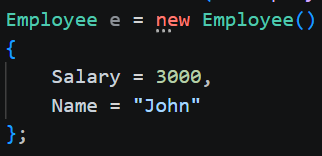 Employee e = new Employee()
{
    Salary = 3000,
    Name = "John"
};